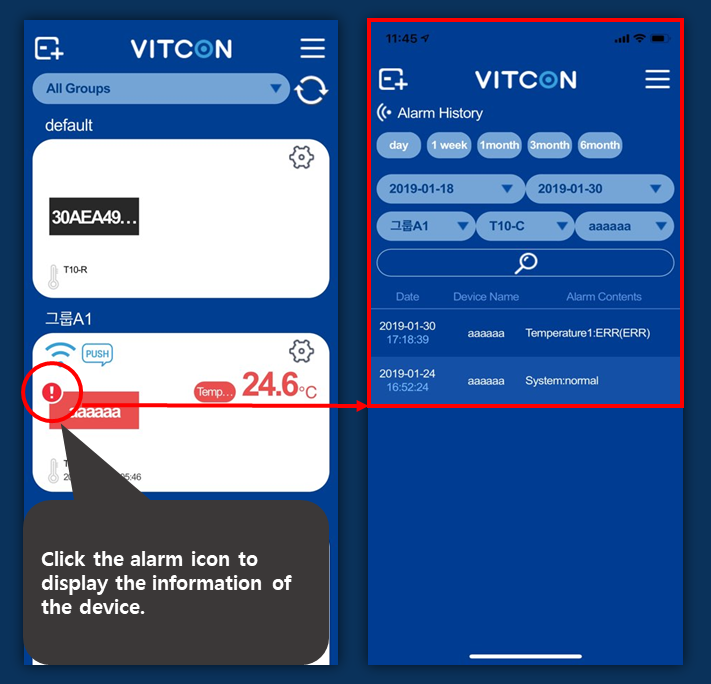 VITCON
All Groups
default
30AEA49...
T10-R
그룹A1
PUSH
Temp...
24.6°C
aaaaaa
05:46
Click the alarm icon to
display the information of
the device.
11:45
VITCON
Alarm History
day
1 week
1month
3month
6month
2019-01-18
2019-01-30
그룹A1
T10-C
aaaaaa
Date
Device Name
Alarm Contents
2019-01-30
17:18:39
aaaaaa
Temperature1:ERR(ERR)
2019-01-24
16:52:24
aaaaaa
System:normal